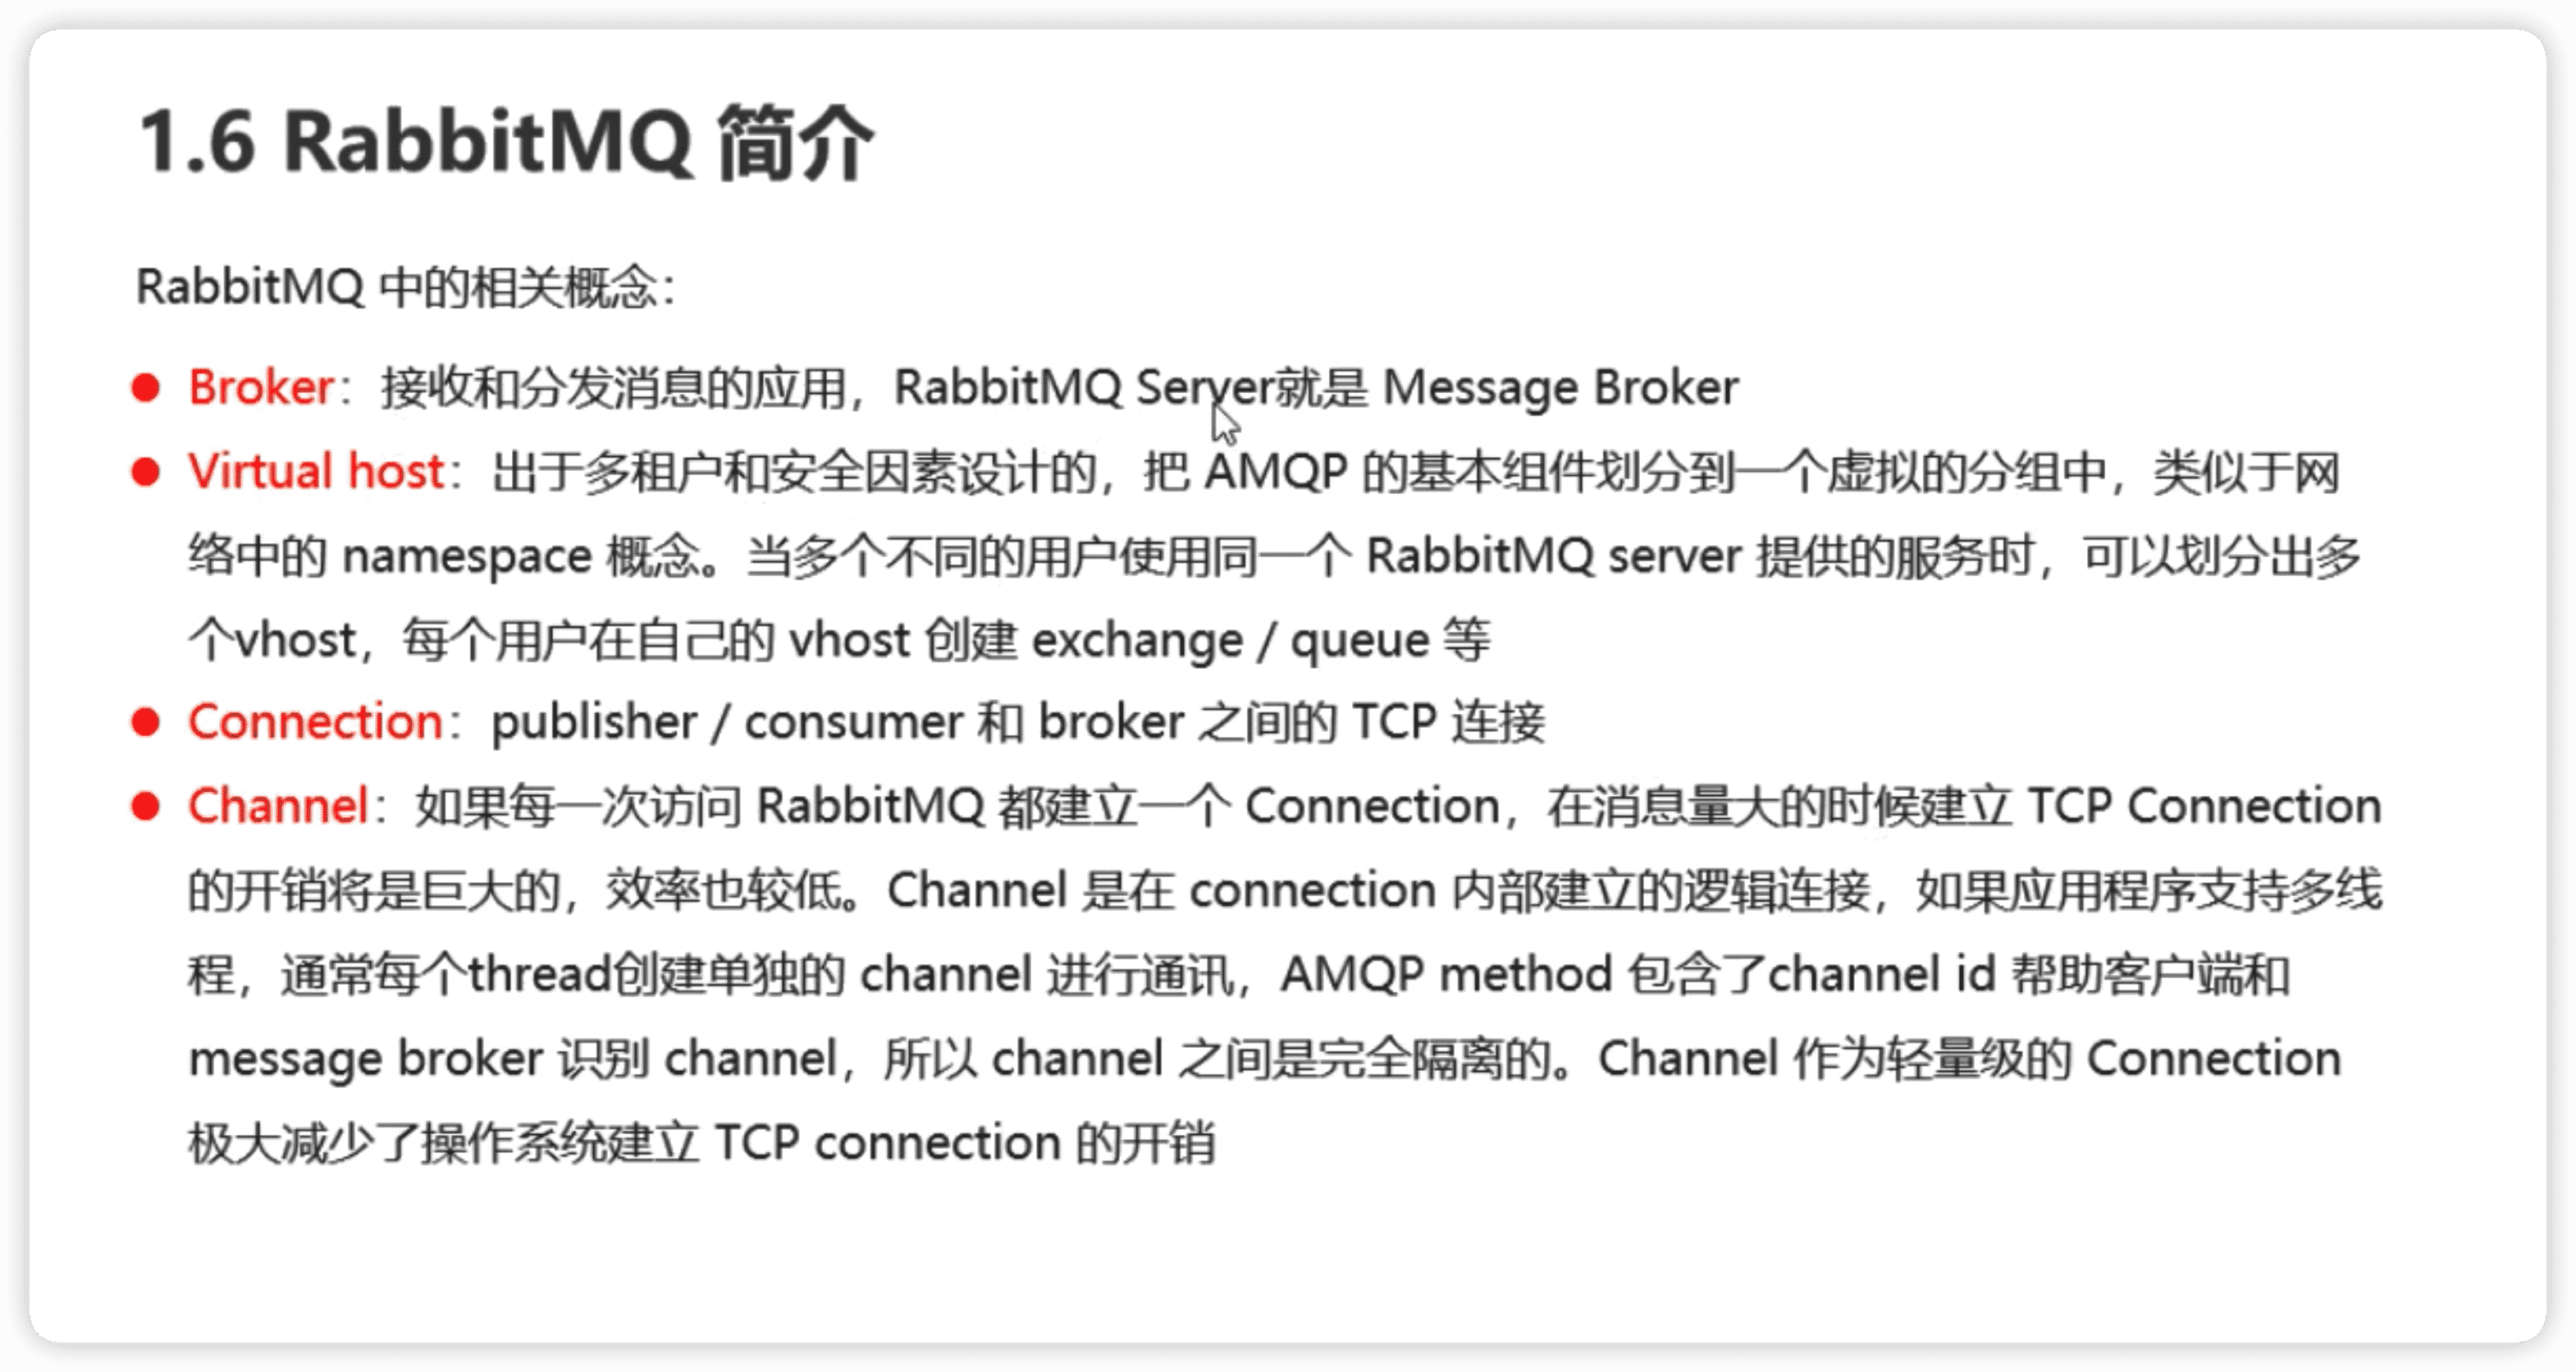 1.6 RabbitMQ 简介
RabbitMQ 中的相关概念：
● Broker：接收和分发消息的应用，RabbitMQ Server就是 Message Broker
● Virtual host：出于多租户和安全因素设计的，把 AMQP 的基本组件划分到一个虚拟的分组中，类似于网
络中的 namespace 概念。当多个不同的用户使用同一个 RabbitMQ server 提供的服务时，可以划分出多
个vhost，每个用户在自己的 vhost 创建 exchange / queue 等
● Connection：publisher / consumer 和 broker 之间的 TCP 连接
● Channel：如果每一次访问 RabbitMQ 都建立一个 Connection，在消息量大的时候建立 TCP Connection
的开销将是巨大的，效率也较低。Channel 是在 connection 内部建立的逻辑连接，如果应用程序支持多线
程，通常每个thread创建单独的 channel 进行通讯，AMQP method 包含了channel id 帮助客户端和
message broker 识别 channel，所以 channel 之间是完全隔离的。Channel 作为轻量级的 Connection
极大减少了操作系统建立 TCP connection 的开销